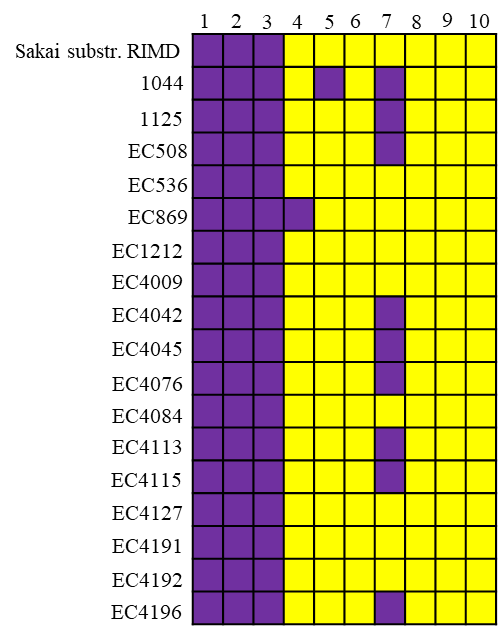 1 2 3 4 5 6 7 8 9 10
Sakai substr. RIMD
1044
1125
EC508
EC536
EC869
EC1212
EC4009
EC4042
EC4045
EC4076
EC4084
EC4113
EC4115
EC4127
EC4191
EC4192
EC4196